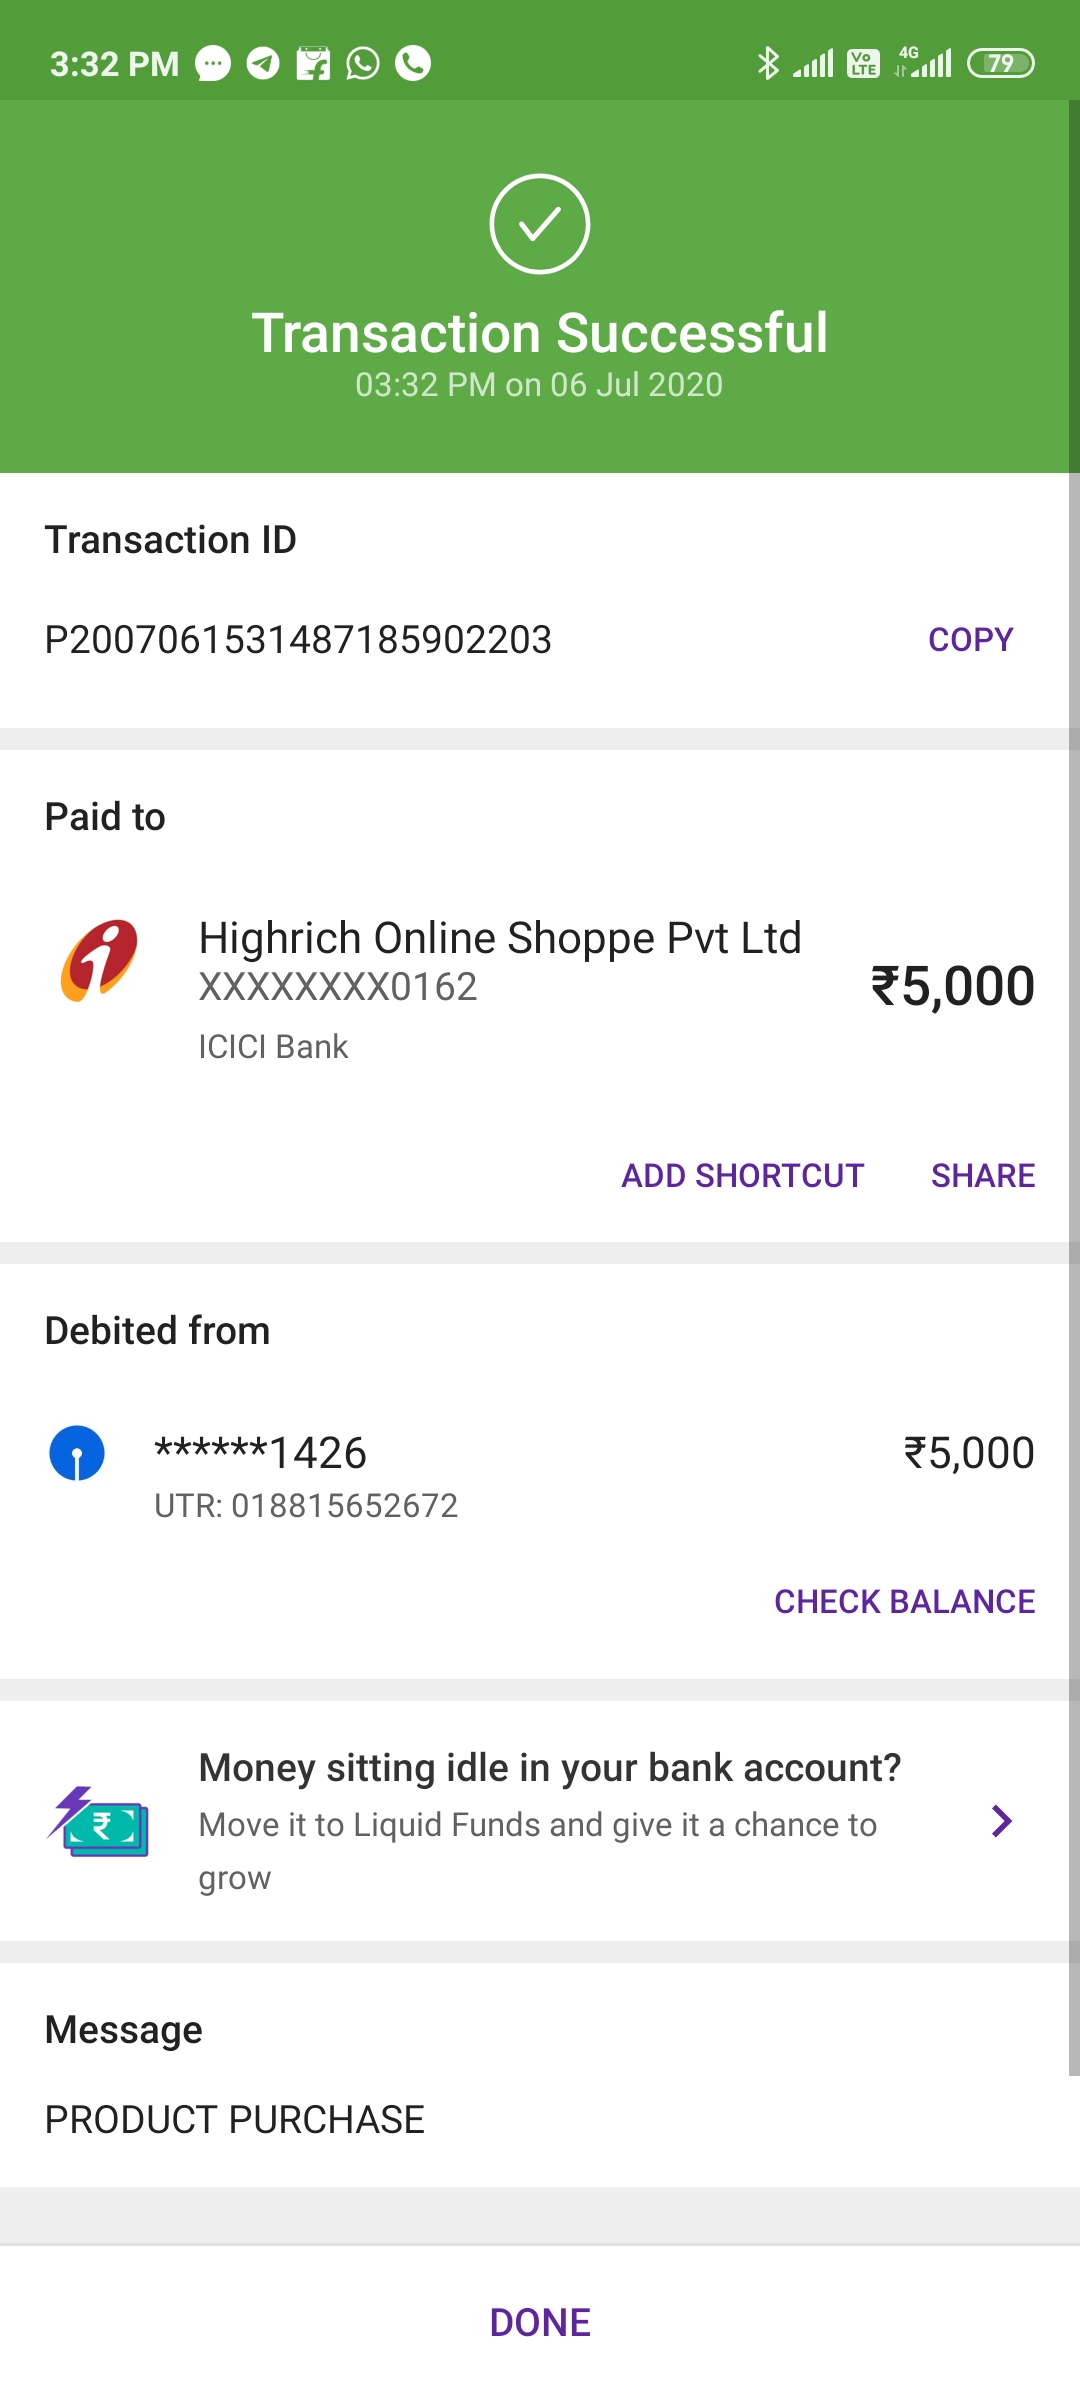 3:32 PM
Vo LTE 4G 79
Transaction Successful
03:32 PM on 06 Jul 2020
Transaction ID
P2007061531487185902203 COPY
Paid to
Highrich Online Shoppe Pvt Ltd
XXXXXXXX0162
₹5,000
ICICI Bank
ADD SHORTCUT SHARE
Debited from
******1426 ₹5,000
UTR: 018815652672
CHECK BALANCE
Money sitting idle in your bank account?
Move it to Liquid Funds and give it a chance to
grow
Message
PRODUCT PURCHASE
DONE